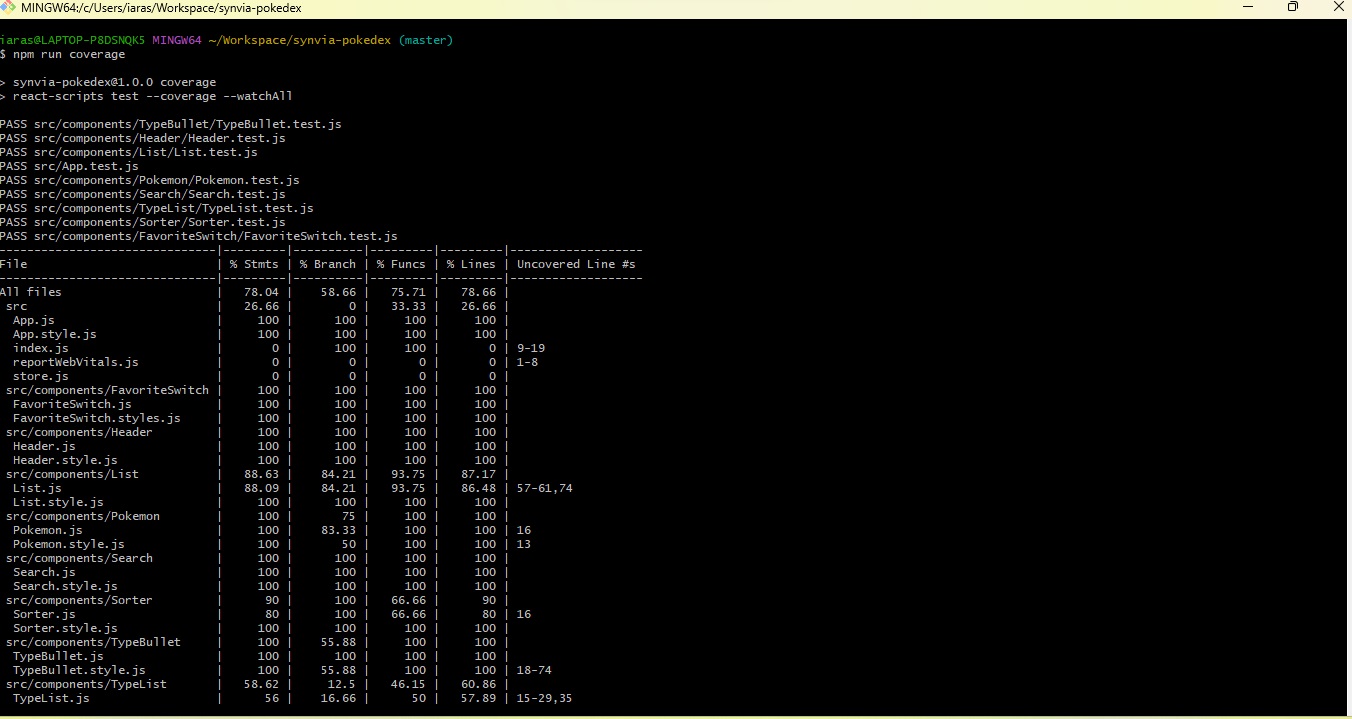 MINGW64:/c/Users/iaras/Workspace/synvia-pokedex
iaras@LAPTOP-P8DSNQK5 MINGW64 ~/Workspace/synvia-pokedex (master)
$ npm run coverage
> synvia-pokedex@1.0.0 coverage
> react-scripts test --coverage --watchAll
PASS src/components/TypeBullet/TypeBullet.test.js
PASS src/components/Header/Header.test.js
PASS src/components/List/List.test.js
PASS src/App.test.js
PASS src/components/Pokemon/Pokemon.test.js
PASS src/components/Search/Search.test.js
PASS src/components/TypeList/TypeList.test.js
PASS src/components/Sorter/Sorter.test.js
PASS src/components/FavoriteSwitch/FavoriteSwitch.test.js
-------------------------------|---------|----------|---------|---------|-------------------
File                           | % Stmts | % Branch | % Funcs | % Lines | Uncovered Line #s
-------------------------------|---------|----------|---------|---------|-------------------
All files                      |   78.04 |    58.66 |   75.71 |   78.66 |
 src                           |   26.66 |        0 |   33.33 |   26.66 |
  App.js                       |     100 |      100 |     100 |     100 |
  App.style.js                 |     100 |      100 |     100 |     100 |
  index.js                     |       0 |      100 |     100 |       0 | 9-19
  reportWebVitals.js           |       0 |        0 |       0 |       0 | 1-8
  store.js                     |       0 |        0 |       0 |       0 |
 src/components/FavoriteSwitch |     100 |      100 |     100 |     100 |
  FavoriteSwitch.js            |     100 |      100 |     100 |     100 |
  FavoriteSwitch.styles.js     |     100 |      100 |     100 |     100 |
 src/components/Header         |     100 |      100 |     100 |     100 |
  Header.js                    |     100 |      100 |     100 |     100 |
  Header.style.js              |     100 |      100 |     100 |     100 |
 src/components/List           |   88.63 |    84.21 |   93.75 |   87.17 |
  List.js                      |   88.09 |    84.21 |   93.75 |   86.48 | 57-61,74
  List.style.js                |     100 |      100 |     100 |     100 |
 src/components/Pokemon        |     100 |       75 |     100 |     100 |
  Pokemon.js                   |     100 |    83.33 |     100 |     100 | 16
  Pokemon.style.js             |     100 |       50 |     100 |     100 | 13
 src/components/Search         |     100 |      100 |     100 |     100 |
  Search.js                    |     100 |      100 |     100 |     100 |
  Search.style.js              |     100 |      100 |     100 |     100 |
 src/components/Sorter         |      90 |      100 |   66.66 |      90 |
  Sorter.js                    |      80 |      100 |   66.66 |      80 | 16
  Sorter.style.js              |     100 |      100 |     100 |     100 |
 src/components/TypeBullet     |     100 |    55.88 |     100 |     100 |
  TypeBullet.js                |     100 |      100 |     100 |     100 |
  TypeBullet.style.js          |     100 |    55.88 |     100 |     100 | 18-74
 src/components/TypeList       |   58.62 |     12.5 |   46.15 |   60.86 |
  TypeList.js                  |      56 |    16.66 |      50 |   57.89 | 15-29,35